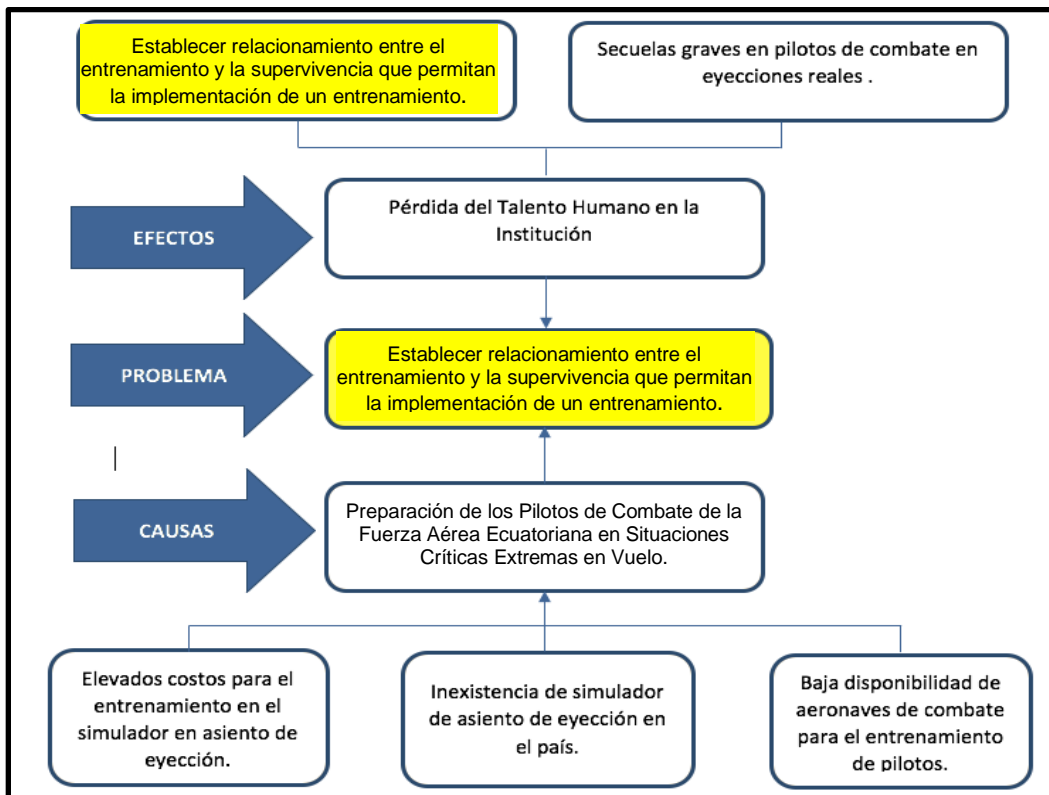 Establecer relacionamiento entre el
entrenamiento y la supervivencia que permitan
la implementación de un entrenamiento.
Secuelas graves en pilotos de combate en
eyecciones reales .
EFECTOS
Pérdida del Talento Humano en la
Institución
PROBLEMA
Establecer relacionamiento entre el
entrenamiento y la supervivencia que permitan
la implementación de un entrenamiento.
CAUSAS
Preparación de los Pilotos de Combate de la
Fuerza Aérea Ecuatoriana en Situaciones
Críticas Extremas en Vuelo.
Elevados costos para el
entrenamiento en el
simulador en asiento de
eyección.
Inexistencia de simulador
de asiento de eyección en
el país.
Baja disponibilidad de
aeronaves de combate
para el entrenamiento
de pilotos.